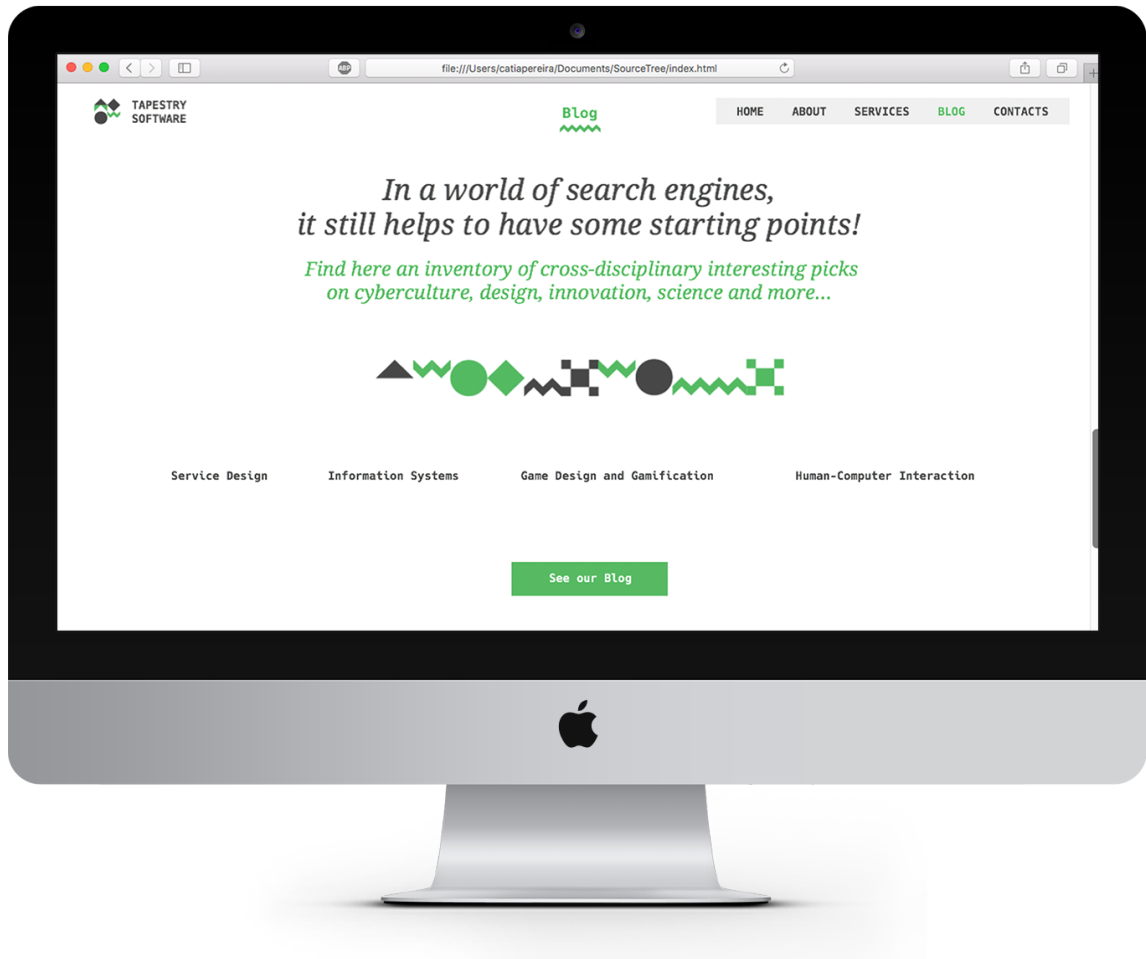 ABP
file:///Users/catiapereira/Documents/SourceTree/index.html
TAPESTRY
SOFTWARE
Blog
HOME ABOUT SERVICES BLOG CONTACTS
In a world of search engines,
it still helps to have some starting points!
Find here an inventory of cross-disciplinary interesting picks
on cyberculture, design, innovation, science and more...
Service Design Information Systems Game Design and Gamification Human-Computer Interaction
See our Blog